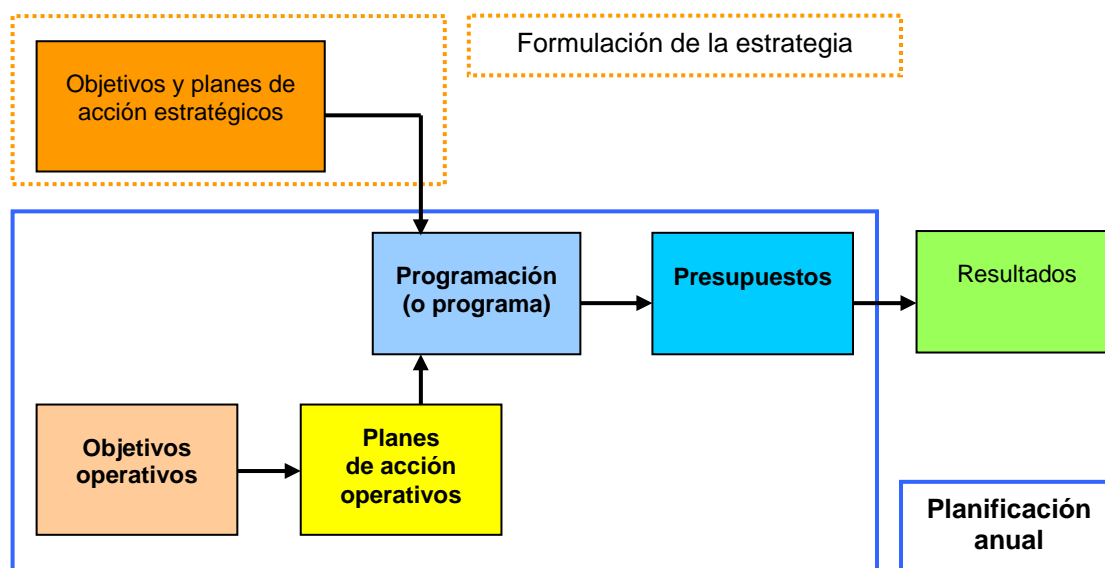 Formulación de la estrategia
Objetivos y planes de
acción estratégicos
Programación
(o programa)
Presupuestos
Resultados
Objetivos
operativos
Planes
de acción
operativos
Planificación
anual